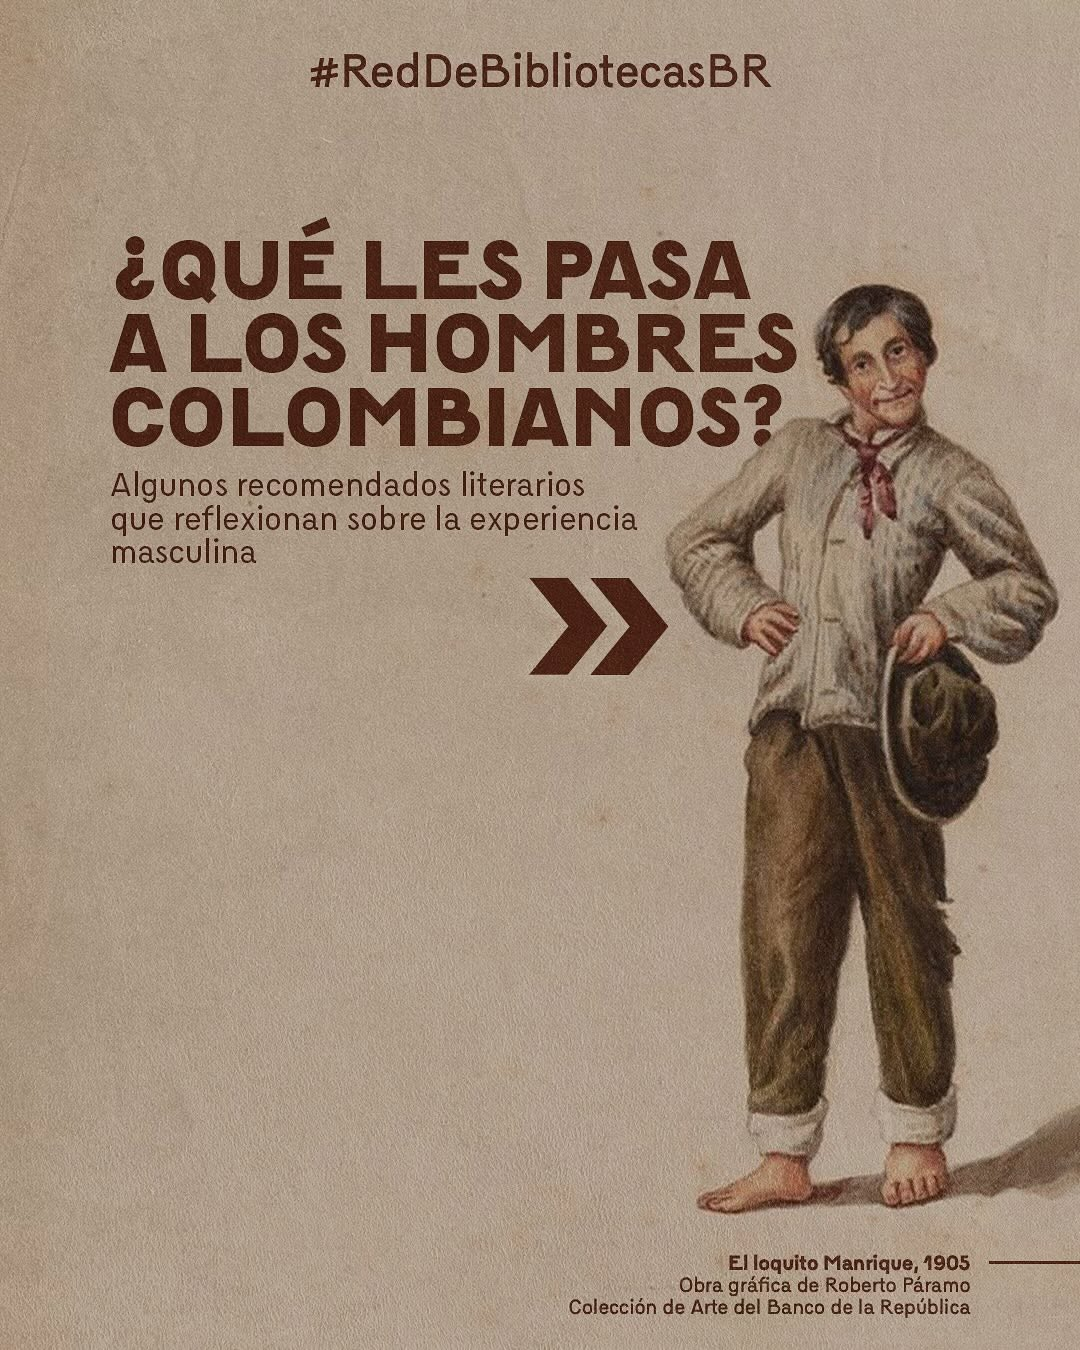 #RedDeBibliotecasBR
¿QUÉ LES PASA
A LOS HOMBRES
COLOMBIANOS?
Algunos recomendados literarios
que reflexionan sobre la experiencia
masculina
El loquito Manrique, 1905
Obra gráfica de Roberto Páramo
Colección de Arte del Banco de la República